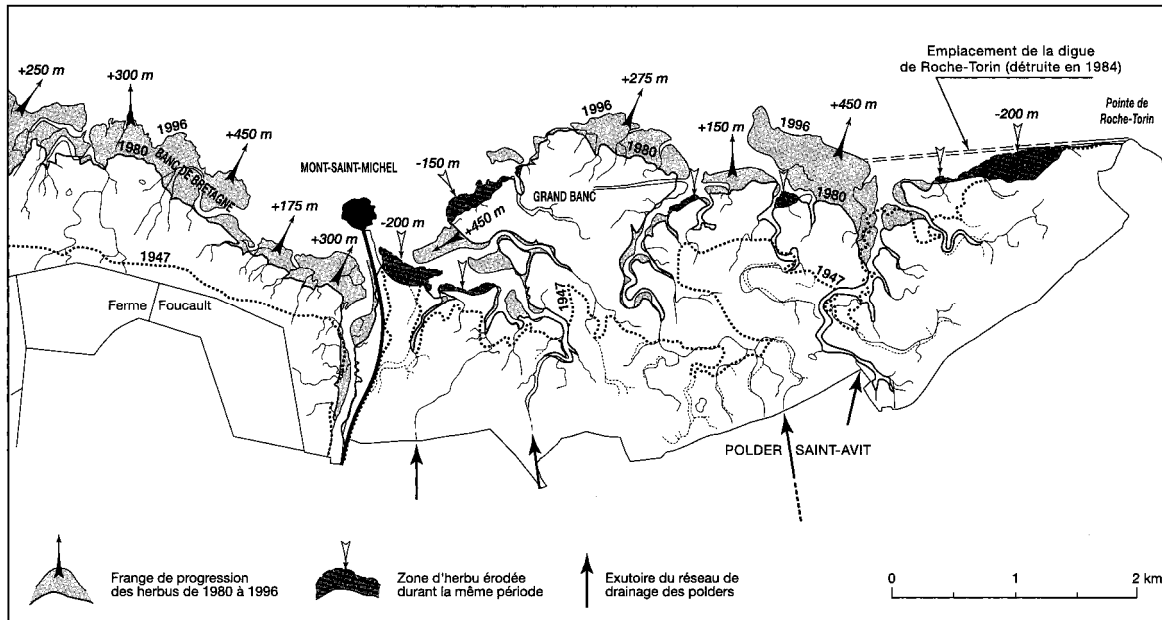 +250 m
+300 m
1996
1980
BANC DE BRETAGNE
+450 m
+175 m
+300 m
1947
Ferme Foucault
MONT-SAINT-MICHEL
-150 m
-200 m
+450 m
+275 m
1996
1980
GRAND BANC
+150 m
1996
+450 m
1980
1947
1947
Emplacement de la digue
de Roche-Torin (détruite en 1984)
-200 m
Pointe de
Roche-Torin
POLDER SAINT-AVIT
Frange de progression
des herbus de 1980 à 1996
Zone d'herbu érodée
durant la même période
Exutoire du réseau de
drainage des polders
0 1 2 km